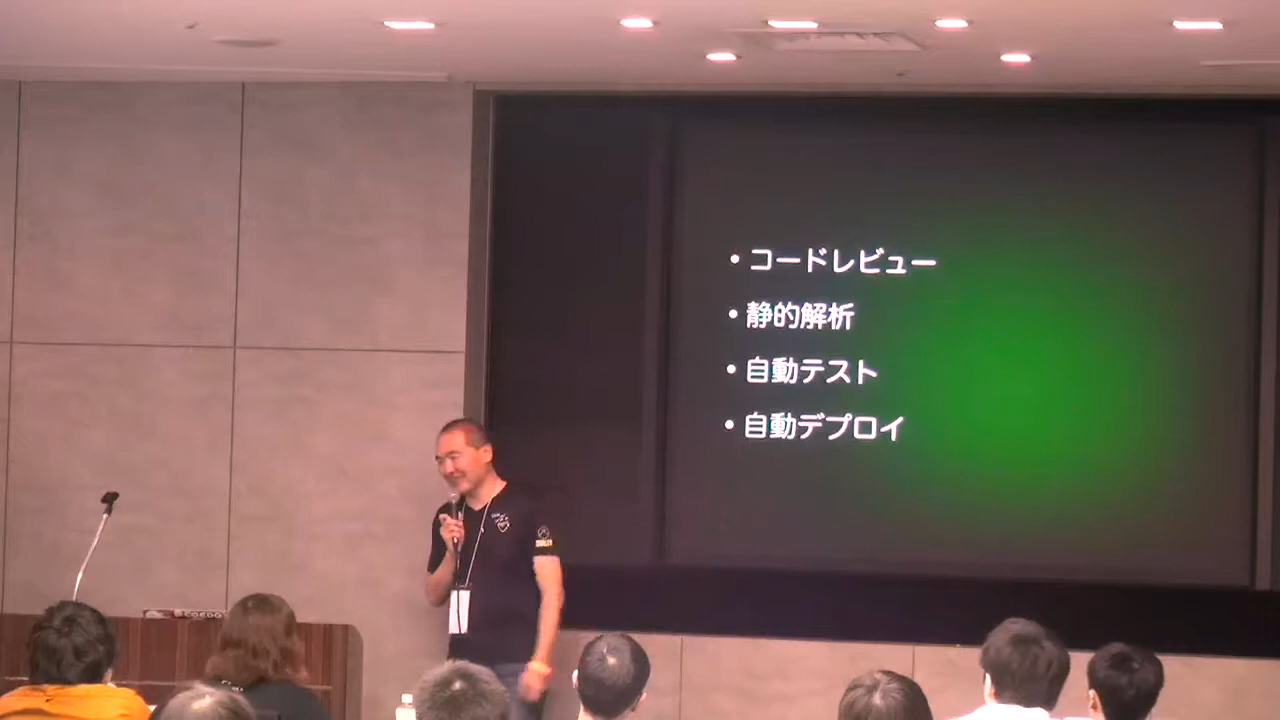 ・コードレビュー
・静的解析
・自動テスト
・自動デプロイ